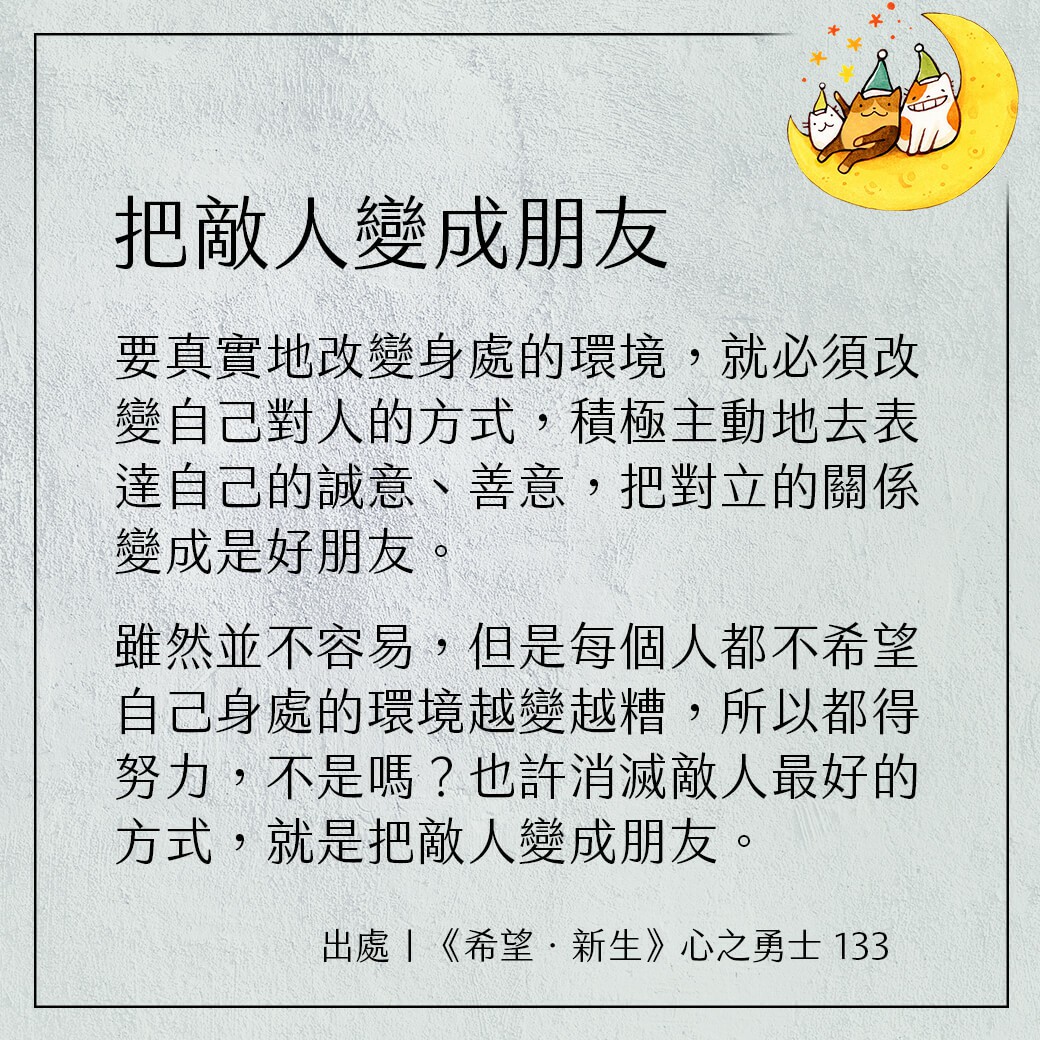 把敵人變成朋友
要真實地改變身處的環境，就必須改
變自己對人的方式，積極主動地去表
達自己的誠意、善意，把對立的關係
變成是好朋友。
雖然並不容易，但是每個人都不希望
自己身處的環境越變越糟，所以都得
努力，不是嗎？也許消滅敵人最好的
方式，就是把敵人變成朋友。
出處｜《希望．新生》心之勇士 133